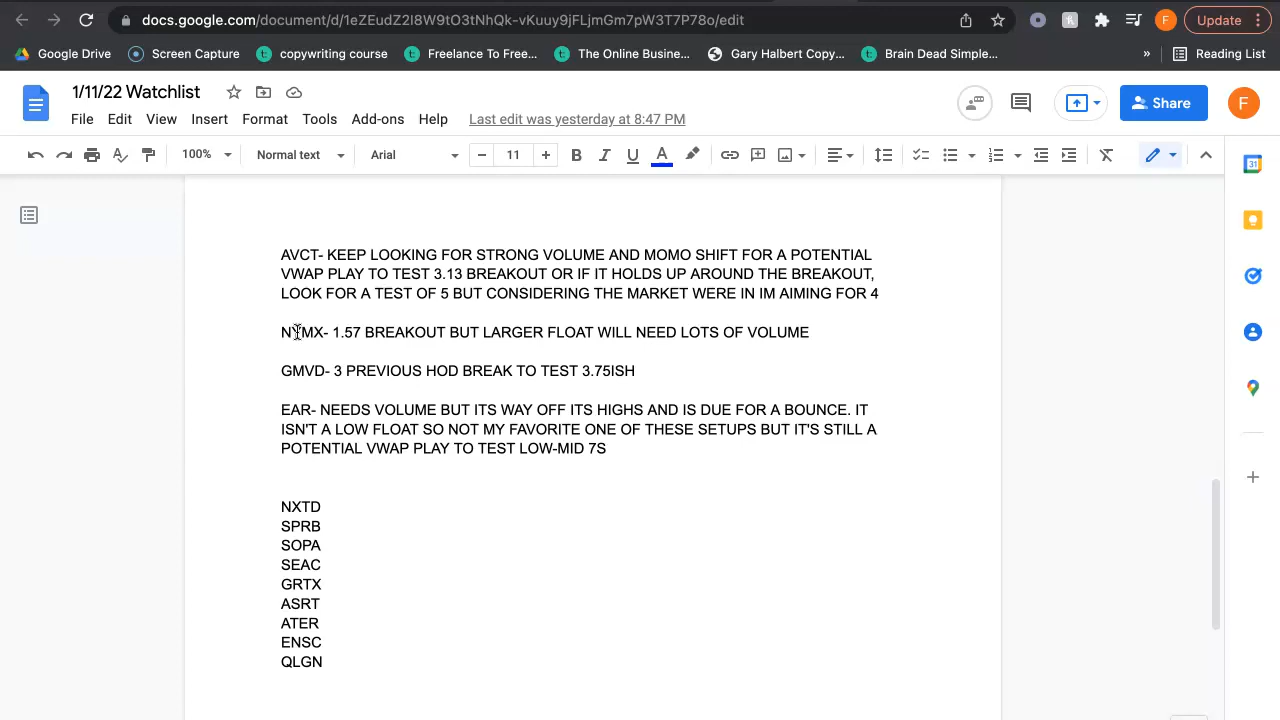 docs.google.com/document/d/1eZEudZ2I8W9tO3tNhQk-vKuuy9jFLjmGm7pW3T7P78o/edit
F
Update
Google Drive
Screen Capture
copywriting course
Freelance To Free...
The Online Busine...
Gary Halbert Copy...
Brain Dead Simple...
»
Reading List
1/11/22 Watchlist
File Edit View Insert Format Tools Add-ons Help Last edit was yesterday at 8:47 PM
Share
F
100% Normal text Arial 11 B I U A
31
AVCT- KEEP LOOKING FOR STRONG VOLUME AND MOMO SHIFT FOR A POTENTIAL
VWAP PLAY TO TEST 3.13 BREAKOUT OR IF IT HOLDS UP AROUND THE BREAKOUT,
LOOK FOR A TEST OF 5 BUT CONSIDERING THE MARKET WERE IN IM AIMING FOR 4
NYMX- 1.57 BREAKOUT BUT LARGER FLOAT WILL NEED LOTS OF VOLUME
GMVD- 3 PREVIOUS HOD BREAK TO TEST 3.75ISH
EAR- NEEDS VOLUME BUT ITS WAY OFF ITS HIGHS AND IS DUE FOR A BOUNCE. IT
ISN'T A LOW FLOAT SO NOT MY FAVORITE ONE OF THESE SETUPS BUT IT'S STILL A
POTENTIAL VWAP PLAY TO TEST LOW-MID 7S
NXTD
SPRB
SOPA
SEAC
GRTX
ASRT
ATER
ENSC
QLGN